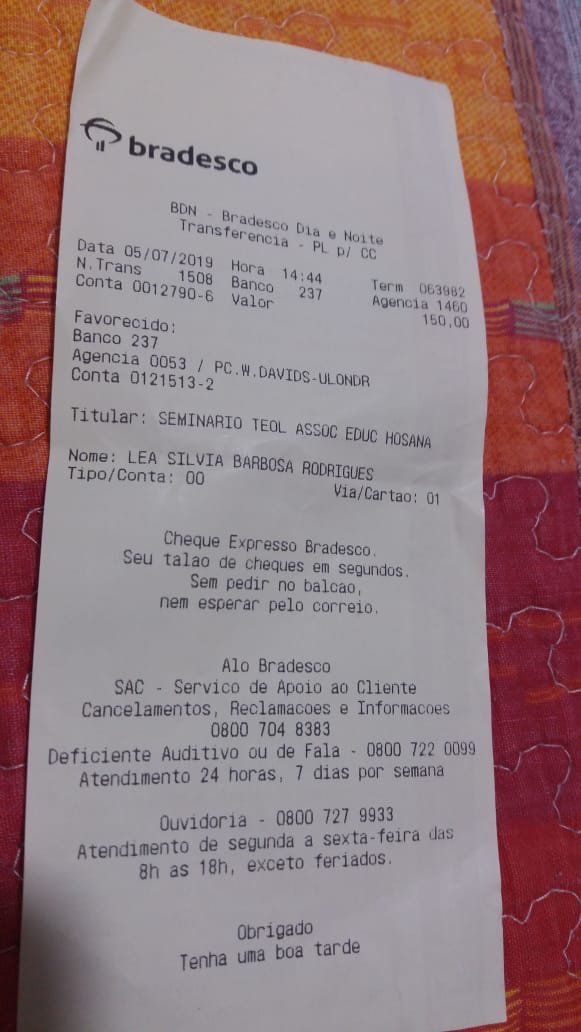 bradesco
BDN - Bradesco Dia e Noite
Transferencia - PL p/ CC
Data 05/07/2019 Hora 14:44 Term 063982
N.Trans 1508 Banco 237 Agencia 1460
Conta 0012790-6 Valor 150,00
Favorecido:
Banco 237
Agencia 0053 / PC.W.DAVIDS-ULONDR
Conta 0121513-2
Titular: SEMINARIO TEOL ASSOC EDUC HOSANA
Nome: LEA SILVIA BARBOSA RODRIGUES
Tipo/Conta: 00 Via/Cartao: 01
Cheque Expresso Bradesco.
Seu talao de cheques em segundos.
Sem pedir no balcao,
nem esperar pelo correio.
Alo Bradesco
SAC - Servico de Apoio ao Cliente
Cancelamentos, Reclamacoes e Informacoes
0800 704 8383
Deficiente Auditivo ou de Fala - 0800 722 0099
Atendimento 24 horas, 7 dias por semana
Ouvidoria - 0800 727 9933
Atendimento de segunda a sexta-feira das
8h as 18h, exceto feriados.
Obrigado
Tenha uma boa tarde